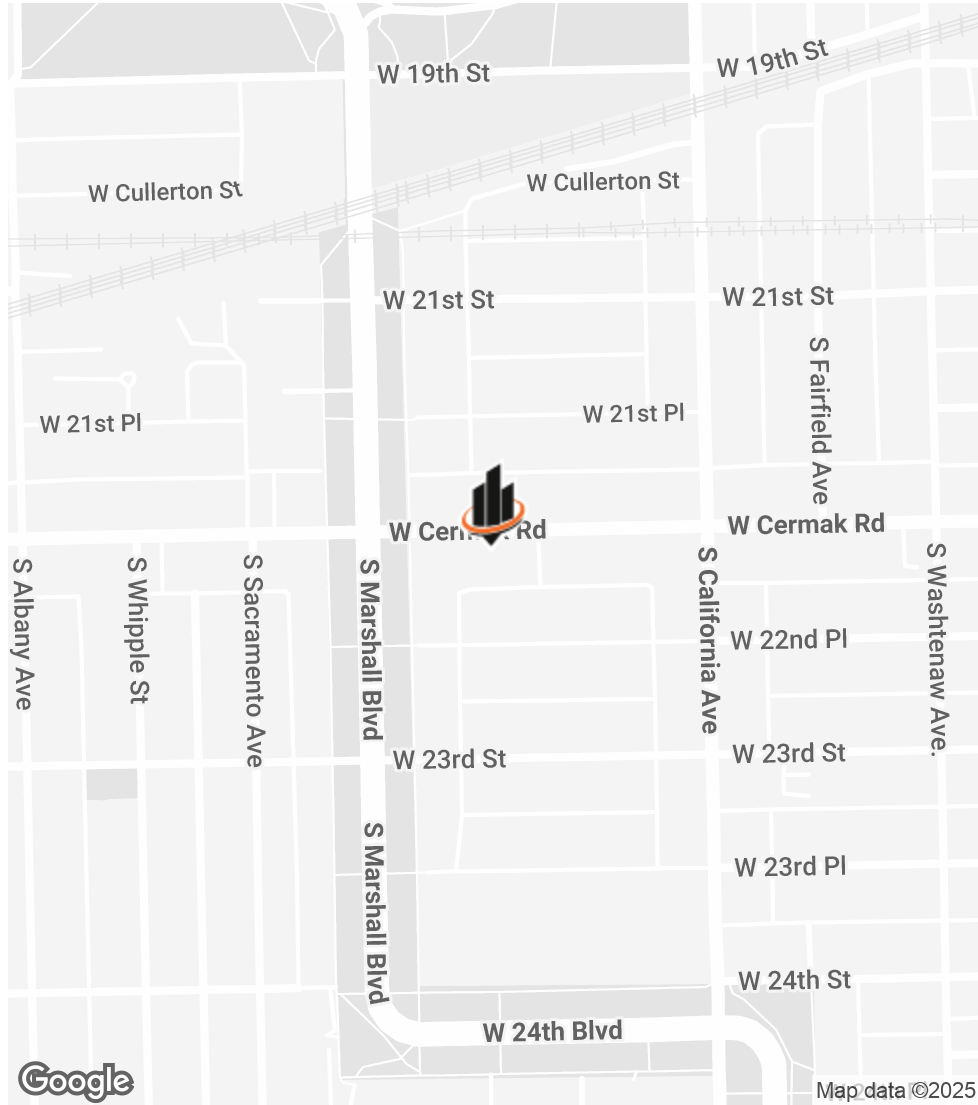 W 19th St
W 19th St
W Cullerton St
W Cullerton St
W 21st St
W 21st St
S Fairfield Ave
W 21st Pl
W 21st Pl
W Cermak Rd
W Cermak Rd
S Albany Ave
S Whipple St
S Sacramento Ave
S Marshall Blvd
S California Ave
S Washtenaw Ave.
W 22nd Pl
W 23rd St
W 23rd St
S Marshall Blvd
W 23rd Pl
W 24th St
W 24th Blvd
Google
Map data ©2025